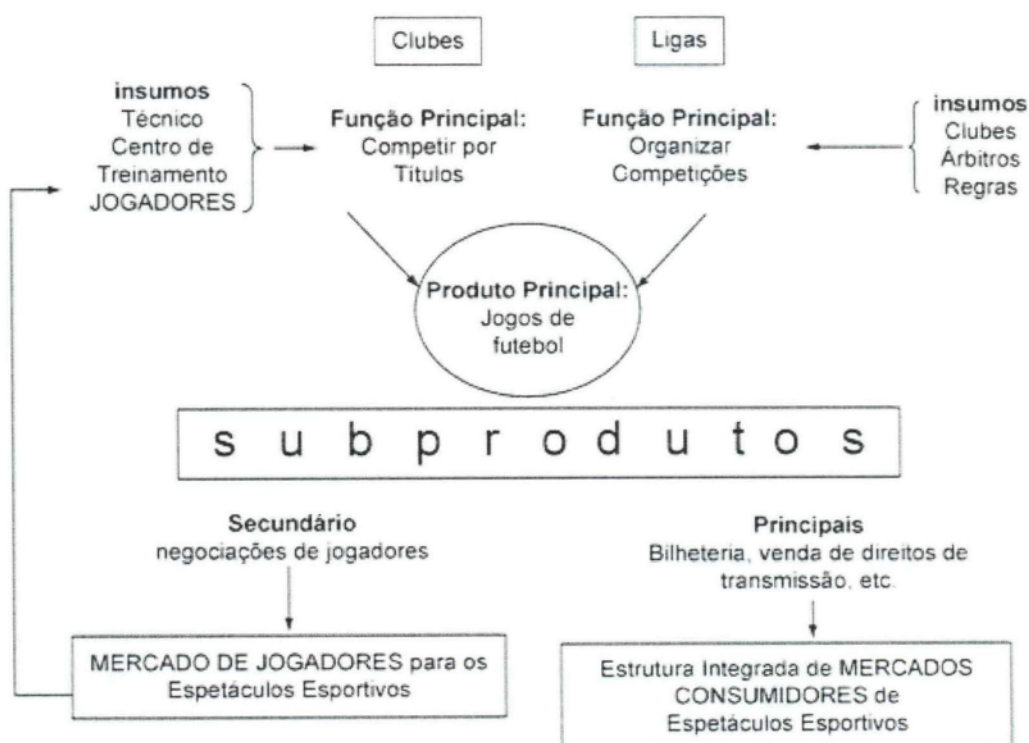 Clubes
Ligas
insumos
Técnico
Centro de
Treinamento
JOGADORES
Função Principal:
Competir por
Títulos
Função Principal:
Organizar
Competições
insumos
Clubes
Árbitros
Regras
Produto Principal:
Jogos de
futebol
subprodutos
Secundário
negociações de jogadores
Principais
Bilheteria, venda de direitos de
transmissão, etc.
MERCADO DE JOGADORES para os
Espetáculos Esportivos
Estrutura Integrada de MERCADOS
CONSUMIDORES de
Espetáculos Esportivos